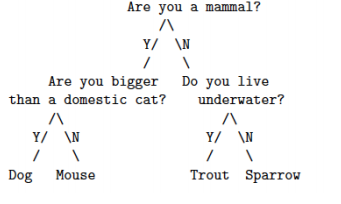 Are you a mammal?
/\
Y/ \N
/ \
Are you bigger Do you live
than a domestic cat? underwater?
/\ /\
Y/ \N Y/ \N
/ \ / \
Dog Mouse Trout Sparrow